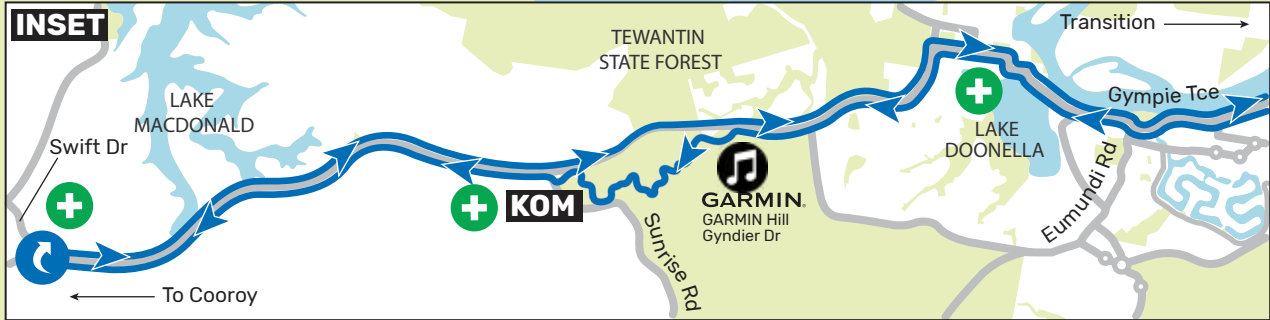 INSET
Transition
TEWANTIN
STATE FOREST
LAKE
MACDONALD
Gympie Tce
Swift Dr
LAKE
DOONELLA
KOM
GARMIN
GARMIN Hill
Gyndier Dr
Sunrise Rd
Eumundi Rd
To Cooroy